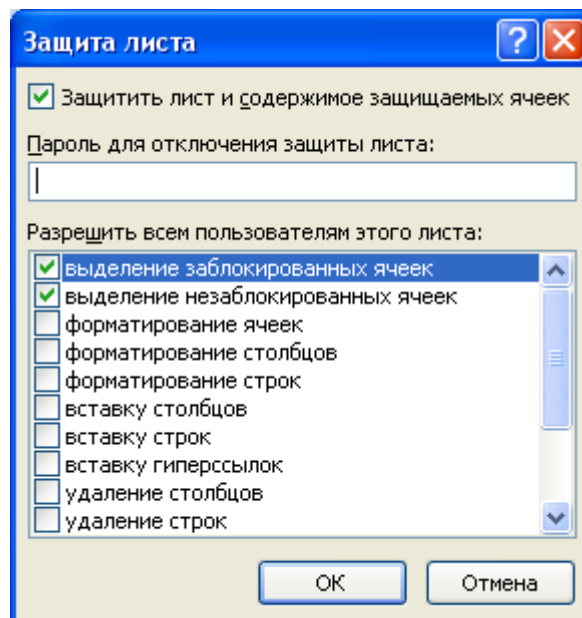 Защита листа
Защитить лист и содержимое защищаемых ячеек
Пароль для отключения защиты листа:
Разрешить всем пользователям этого листа:
выделение заблокированных ячеек
выделение незаблокированных ячеек
форматирование ячеек
форматирование столбцов
форматирование строк
вставку столбцов
вставку строк
вставку гиперссылок
удаление столбцов
удаление строк
ОК Отмена